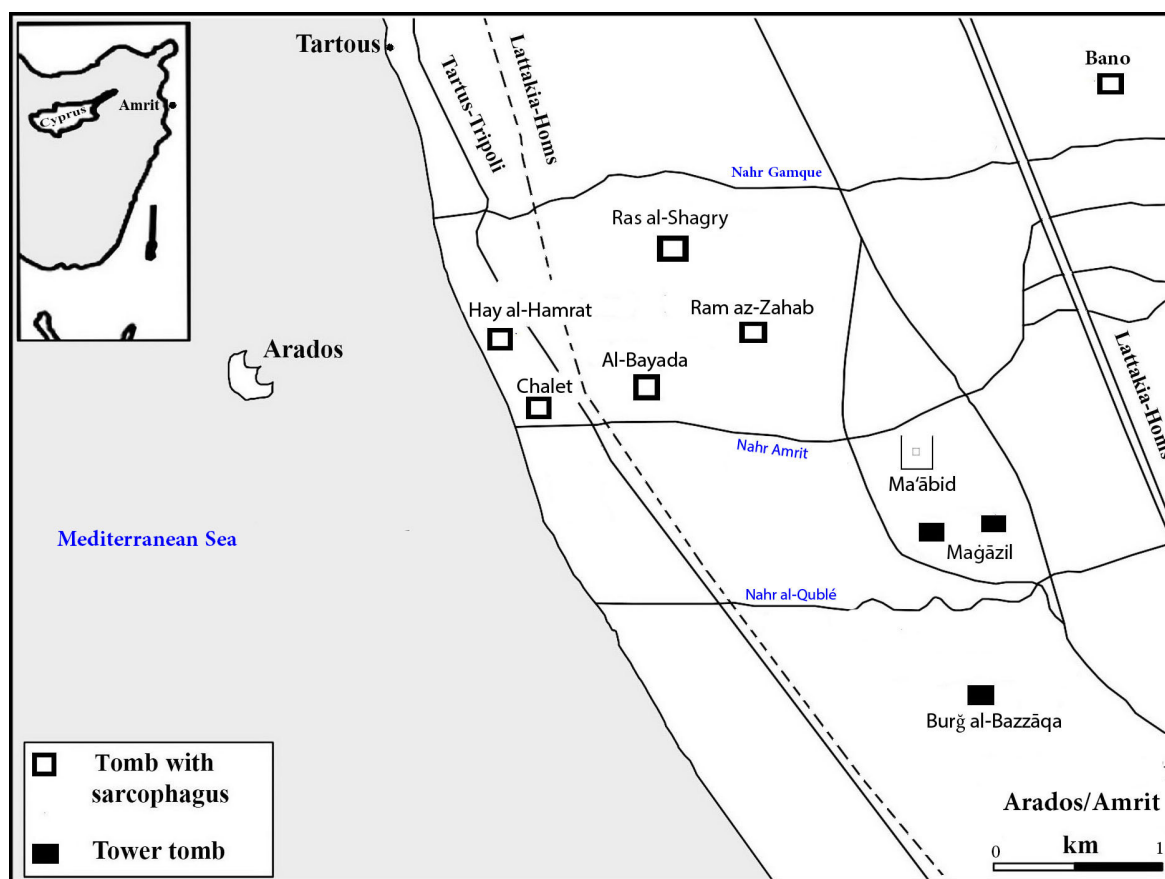 Tartous
Lattakia-Homs
Tartus-Tripoli
Bano
Cyprus
Amrit
Nahr Gamque
Ras al-Shagry
Hay al-Hamrat
Ram az-Zahab
Arados
Al-Bayada
Chalet
Lattakia-Homs
Nahr Amrit
Ma‘ābid
Mediterranean Sea
Maġāzil
Nahr al-Qublé
Burğ al-Bazzāqa
Tomb with
sarcophagus
Tower tomb
Arados/Amrit
km
0 1